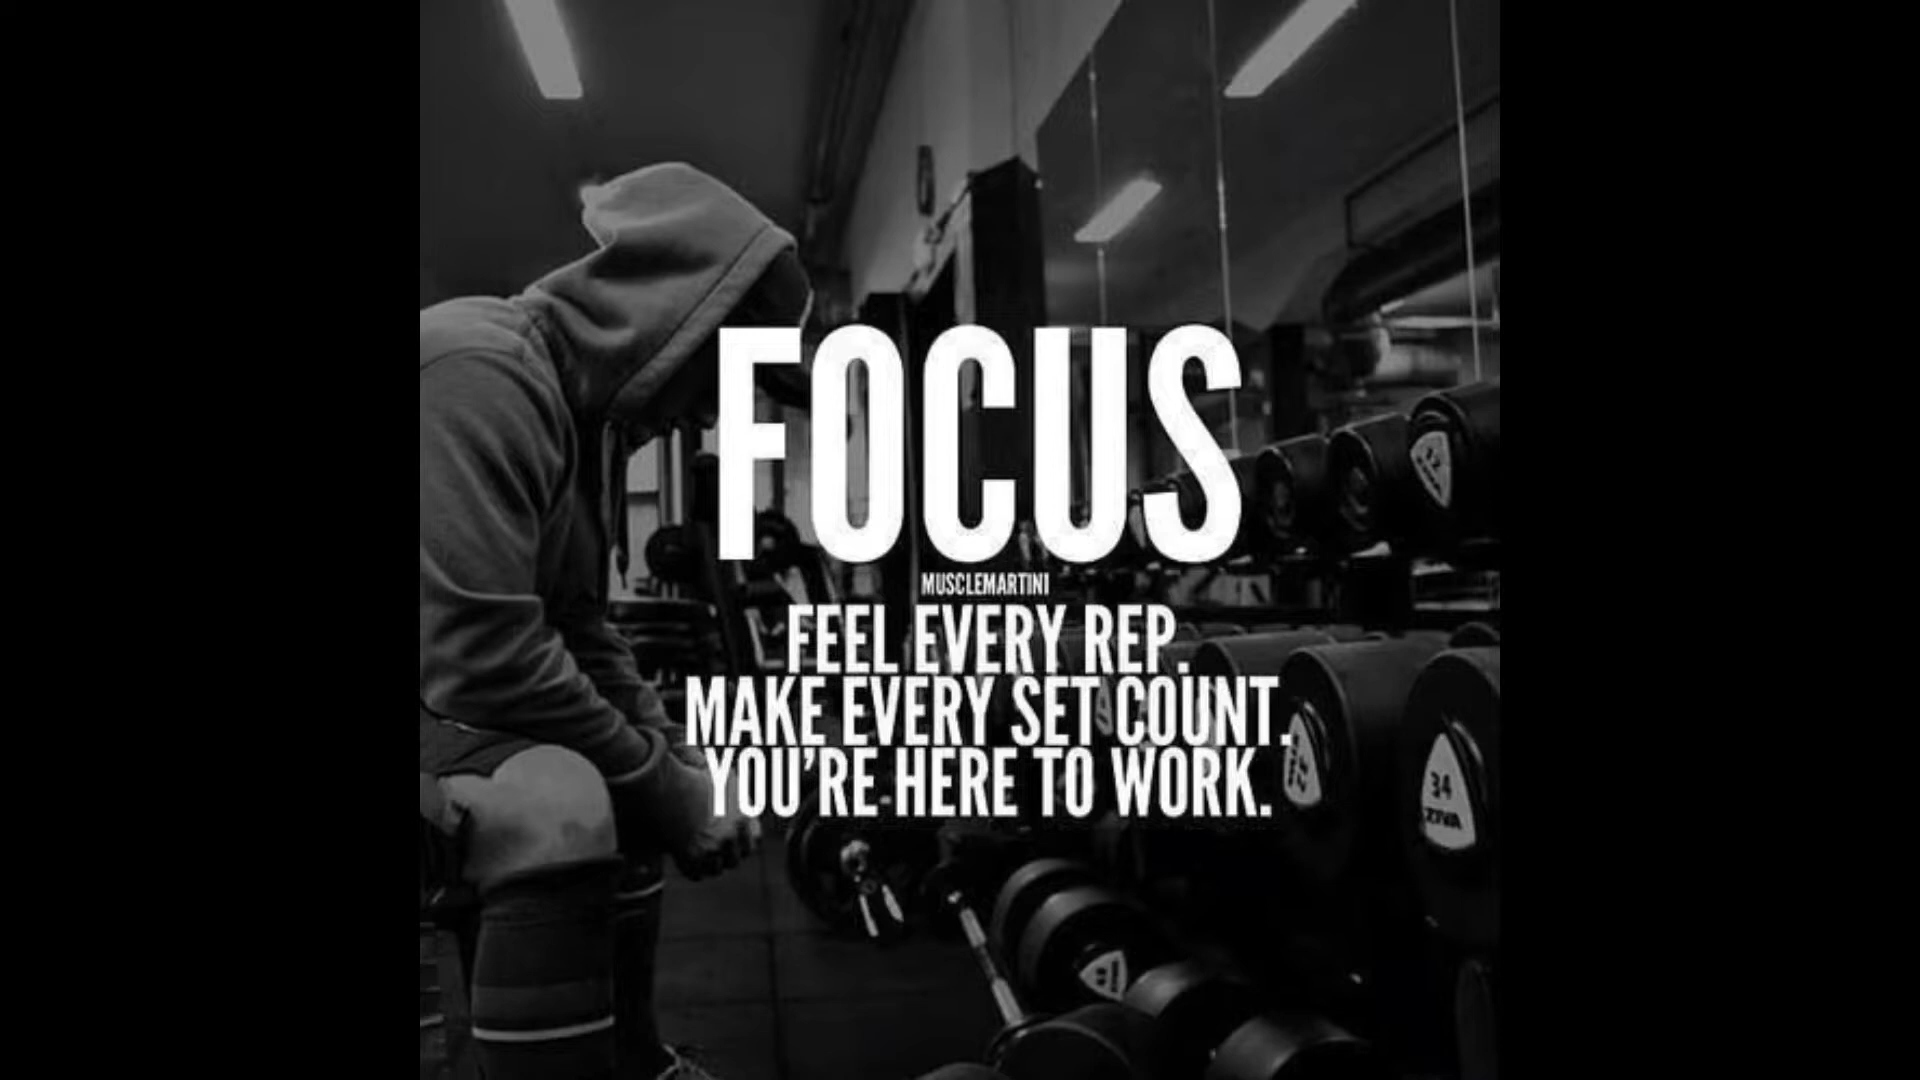 FOCUS
MUSCLEMARTINI
FEEL EVERY REP.
MAKE EVERY SET COUNT.
YOU'RE HERE TO WORK.
34
ZIVA